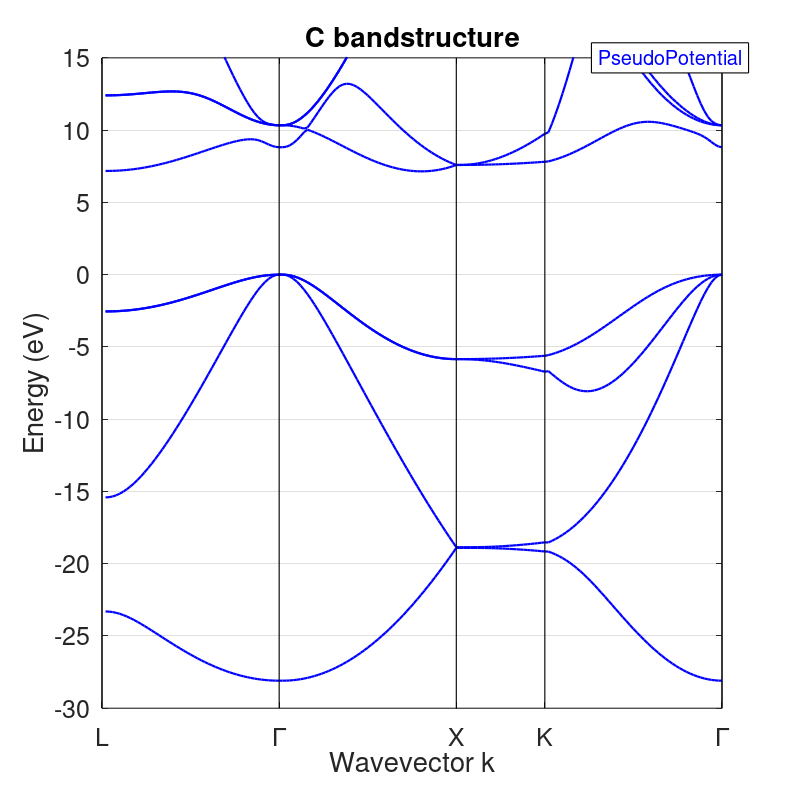 C bandstructure
PseudoPotential
15
10
5
0
-5
-10
-15
-20
-25
-30
Energy (eV)
L Γ X K Γ
Wavevector k